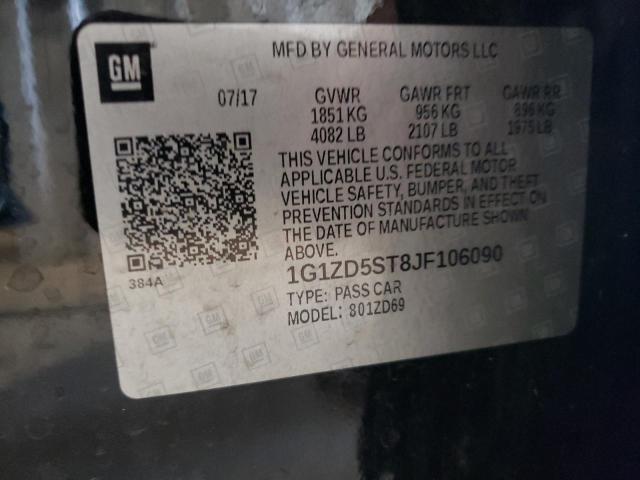 GM
MFD BY GENERAL MOTORS LLC
07/17 GVWR GAWR FRT GAWR RR
1851 KG 956 KG 896 KG
4082 LB 2107 LB 1975 LB
THIS VEHICLE CONFORMS TO ALL
APPLICABLE U.S. FEDERAL MOTOR
VEHICLE SAFETY, BUMPER, AND THEFT
PREVENTION STANDARDS IN EFFECT ON
THE DATE OF MANUFACTURE SHOWN
ABOVE.
384A
1G1ZD5ST8JF106090
TYPE: PASS CAR
MODEL: 801ZD69